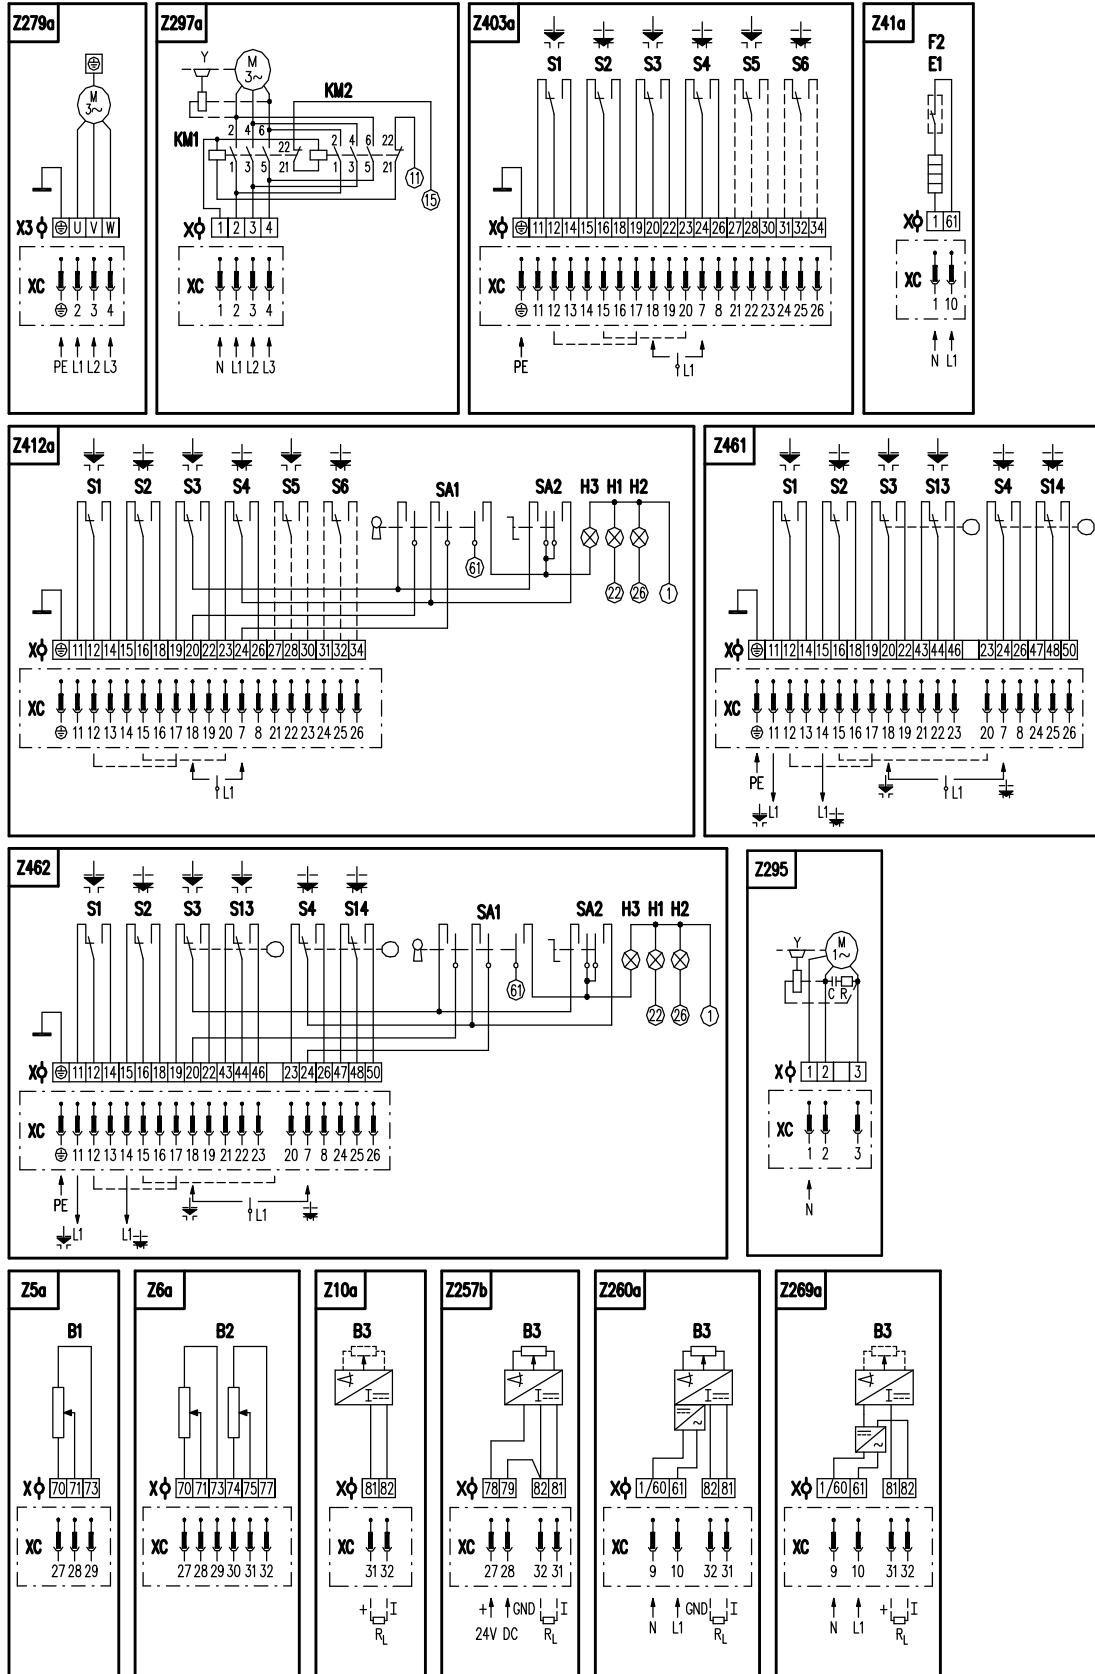 Z279a
M
3~
X3 U V W
XC
2 3 4
PE L1 L2 L3
Z297a
Y M
3~
KM2
2 4 6
KM1
22
2 4 6 22
1 3 5 21 1 3 5 21
11
15
X 1 2 3 4
XC
1 2 3 4
N L1 L2 L3
Z403a
S1 S2 S3 S4 S5 S6
X 11 12 14 15 16 18 19 20 22 23 24 26 27 28 30 31 32 34
XC
11 12 13 14 15 16 17 18 19 20 7 8 21 22 23 24 25 26
PE
L1
Z41a
F2
E1
X 1 61
XC
1 10
N L1
Z412a
S1 S2 S3 S4 S5 S6 SA1 SA2 H3 H1 H2
61
22 26 1
X 11 12 14 15 16 18 19 20 22 23 24 26 27 28 30 31 32 34
XC
11 12 13 14 15 16 17 18 19 20 7 8 21 22 23 24 25 26
L1
Z461
S1 S2 S3 S13 S4 S14
X 11 12 14 15 16 18 19 20 22 43 44 46 23 24 26 47 48 50
XC
11 12 13 14 15 16 17 18 19 21 22 23 20 7 8 24 25 26
PE
L1 L1 L1
Z462
S1 S2 S3 S13 S4 S14 SA1 SA2 H3 H1 H2
61
22 26 1
X 11 12 14 15 16 18 19 20 22 43 44 46 23 24 26 47 48 50
XC
11 12 13 14 15 16 17 18 19 21 22 23 20 7 8 24 25 26
PE
L1 L1 L1
Z295
Y M
1~
C R
X 1 2 3
XC
1 2 3
N
Z5a
B1
X 70 71 73
XC
27 28 29
Z6a
B2
X 70 71 73 74 75 77
XC
27 28 29 30 31 32
Z10a
B3
I
X 81 82
XC
31 32
+ I
RL
Z257b
B3
I
X 78 79 82 81
XC
27 28 32 31
+ GND I
24V DC RL
Z260a
B3
I
~
X 1/60 61 82 81
XC
9 10 32 31
GND I
N L1 RL
Z269a
B3
I
~
X 1/60 61 81 82
XC
9 10 31 32
+ I
N L1 RL